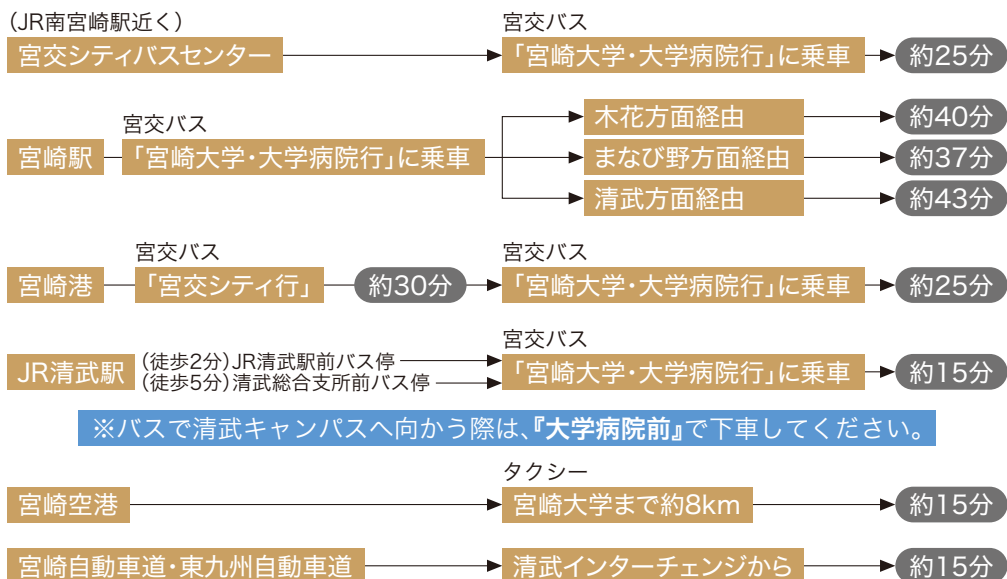 (JR南宮崎駅近く)
宮交シティバスセンター
宮交バス
「宮崎大学・大学病院行」に乗車
約25分
宮崎駅
宮交バス
「宮崎大学・大学病院行」に乗車
木花方面経由
約40分
まなび野方面経由
約37分
清武方面経由
約43分
宮崎港
宮交バス
「宮交シティ行」
約30分
宮交バス
「宮崎大学・大学病院行」に乗車
約25分
JR清武駅
(徒歩2分)JR清武駅前バス停
(徒歩5分)清武総合支所前バス停
宮交バス
「宮崎大学・大学病院行」に乗車
約15分
※バスで清武キャンパスへ向かう際は、『大学病院前』で下車してください。
宮崎空港
タクシー
宮崎大学まで約8km
約15分
宮崎自動車道・東九州自動車道
清武インターチェンジから
約15分